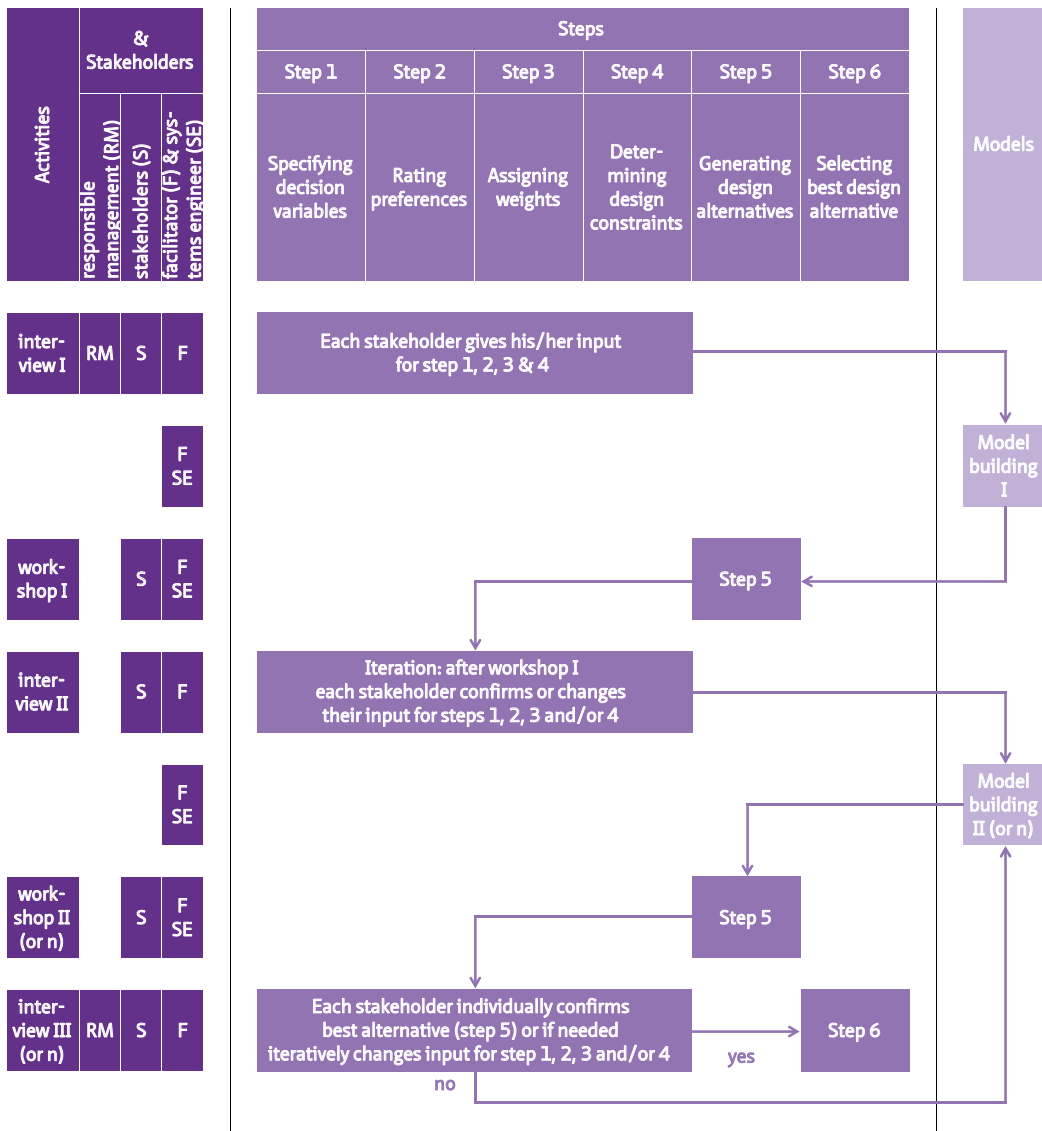 Activities
&
Stakeholders
responsible
management (RM)
stakeholders (S)
facilitator (F) & sys-
tems engineer (SE)
Steps
Step 1
Step 2
Step 3
Step 4
Step 5
Step 6
Specifying
decision
variables
Rating
preferences
Assigning
weights
Deter-
mining
design
constraints
Generating
design
alternatives
Selecting
best design
alternative
Models
inter-
view I
RM
S
F
Each stakeholder gives his/her input
for step 1, 2, 3 & 4
F
SE
Model
building
I
work-
shop I
S
F
SE
Step 5
inter-
view II
S
F
Iteration: after workshop I
each stakeholder confirms or changes
their input for steps 1, 2, 3 and/or 4
F
SE
Model
building
II (or n)
work-
shop II
(or n)
S
F
SE
Step 5
inter-
view III
(or n)
RM
S
F
Each stakeholder individually confirms
best alternative (step 5) or if needed
iteratively changes input for step 1, 2, 3 and/or 4
yes
Step 6
no